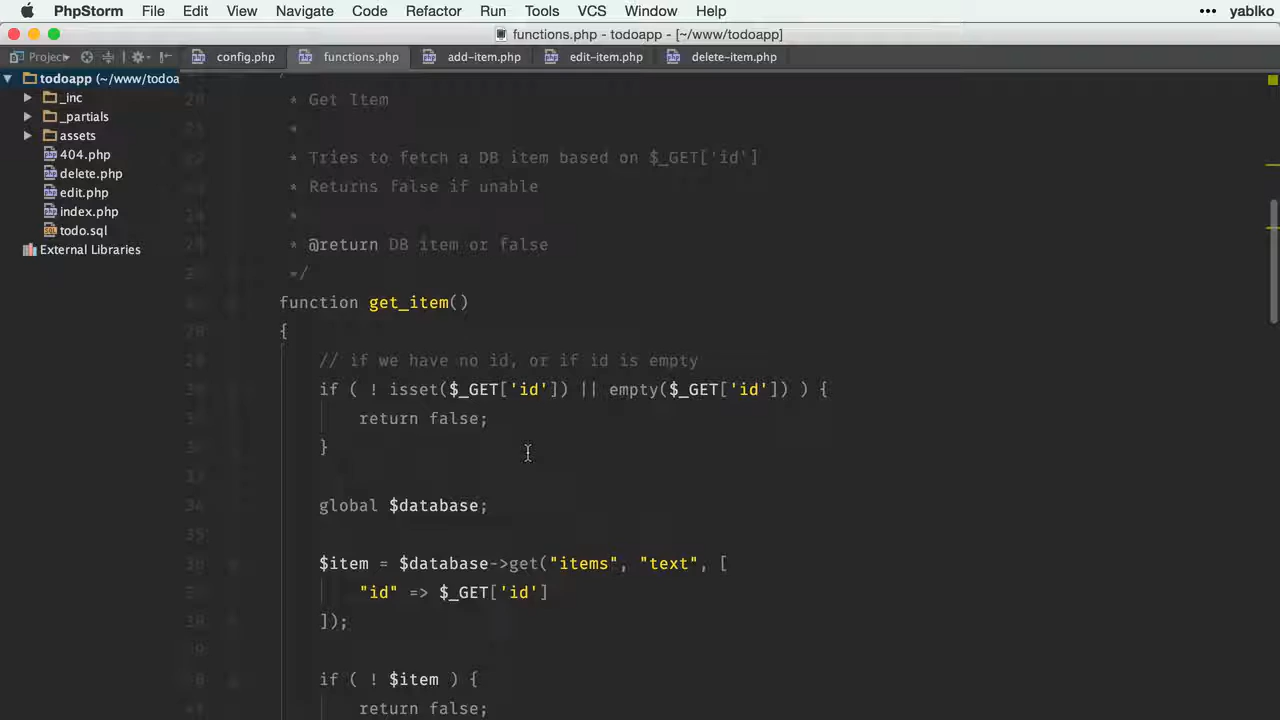 PhpStorm File Edit View Navigate Code Refactor Run Tools VCS Window Help ••• yablko
functions.php - todoapp - [~/www/todoapp]
Project config.php functions.php add-item.php edit-item.php delete-item.php
todoapp (~/www/todoa
_inc
_partials
assets
404.php
delete.php
edit.php
index.php
todo.sql
External Libraries
* Get Item
*
* Tries to fetch a DB item based on $_GET['id']
* Returns false if unable
*
* @return DB item or false
*/
function get_item()
{
// if we have no id, or if id is empty
if ( ! isset($_GET['id']) || empty($_GET['id']) ) {
return false;
}
global $database;
$item = $database->get("items", "text", [
"id" => $_GET['id']
]);
if ( ! $item ) {
return false;